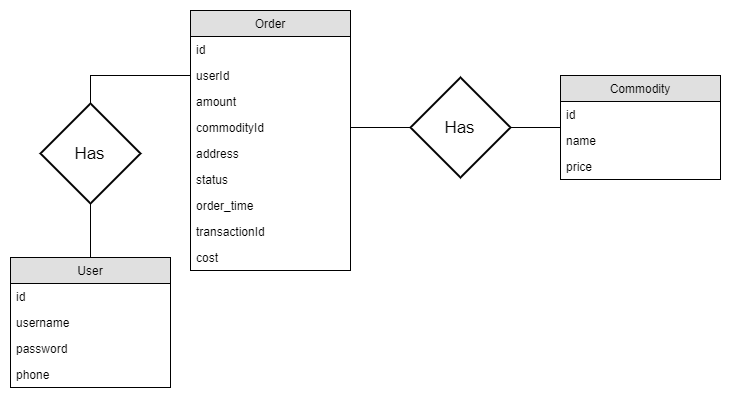 Order
id
userId
amount
commodityId
address
status
order_time
transactionId
cost
Has
User
id
username
password
phone
Has
Commodity
id
name
price